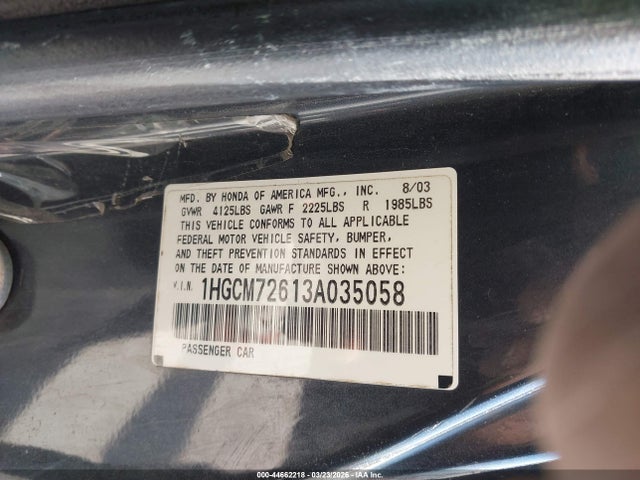 MFD. BY HONDA OF AMERICA MFG., INC. 8/03
GVWR 4125LBS GAWR F 2225LBS R 1985LBS
THIS VEHICLE CONFORMS TO ALL APPLICABLE
FEDERAL MOTOR VEHICLE SAFETY, BUMPER,
AND THEFT PREVENTION STANDARDS IN EFFECT
ON THE DATE OF MANUFACTURE SHOWN ABOVE:
V.I.N. 1HGCM72613A035058
PASSENGER CAR
000-44662218 - 03/23/2026 - IAA Inc.